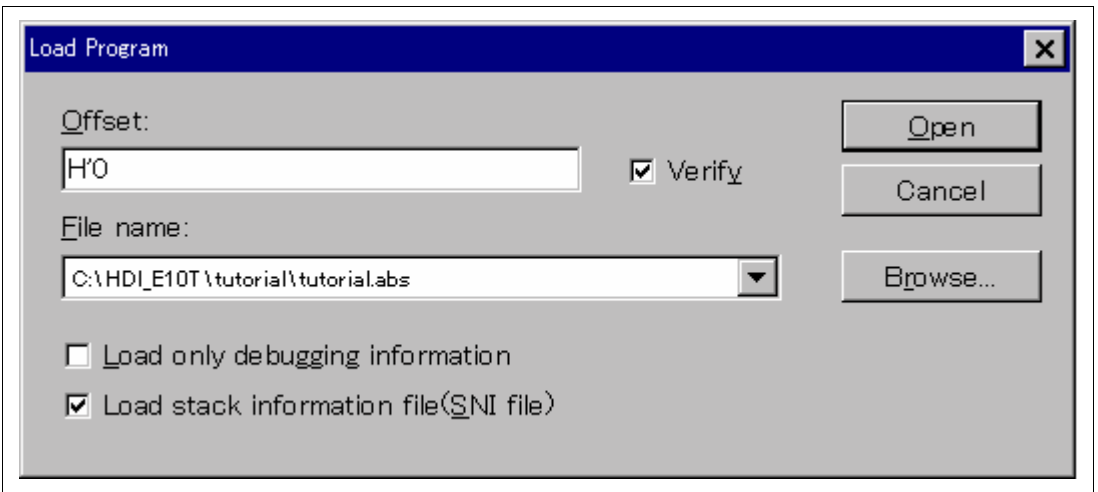 Load Program
Offset:
Open
H'0
Verify
Cancel
File name:
C:\HDI_E10T\tutorial\tutorial.abs
Browse...
Load only debugging information
Load stack information file(SNI file)